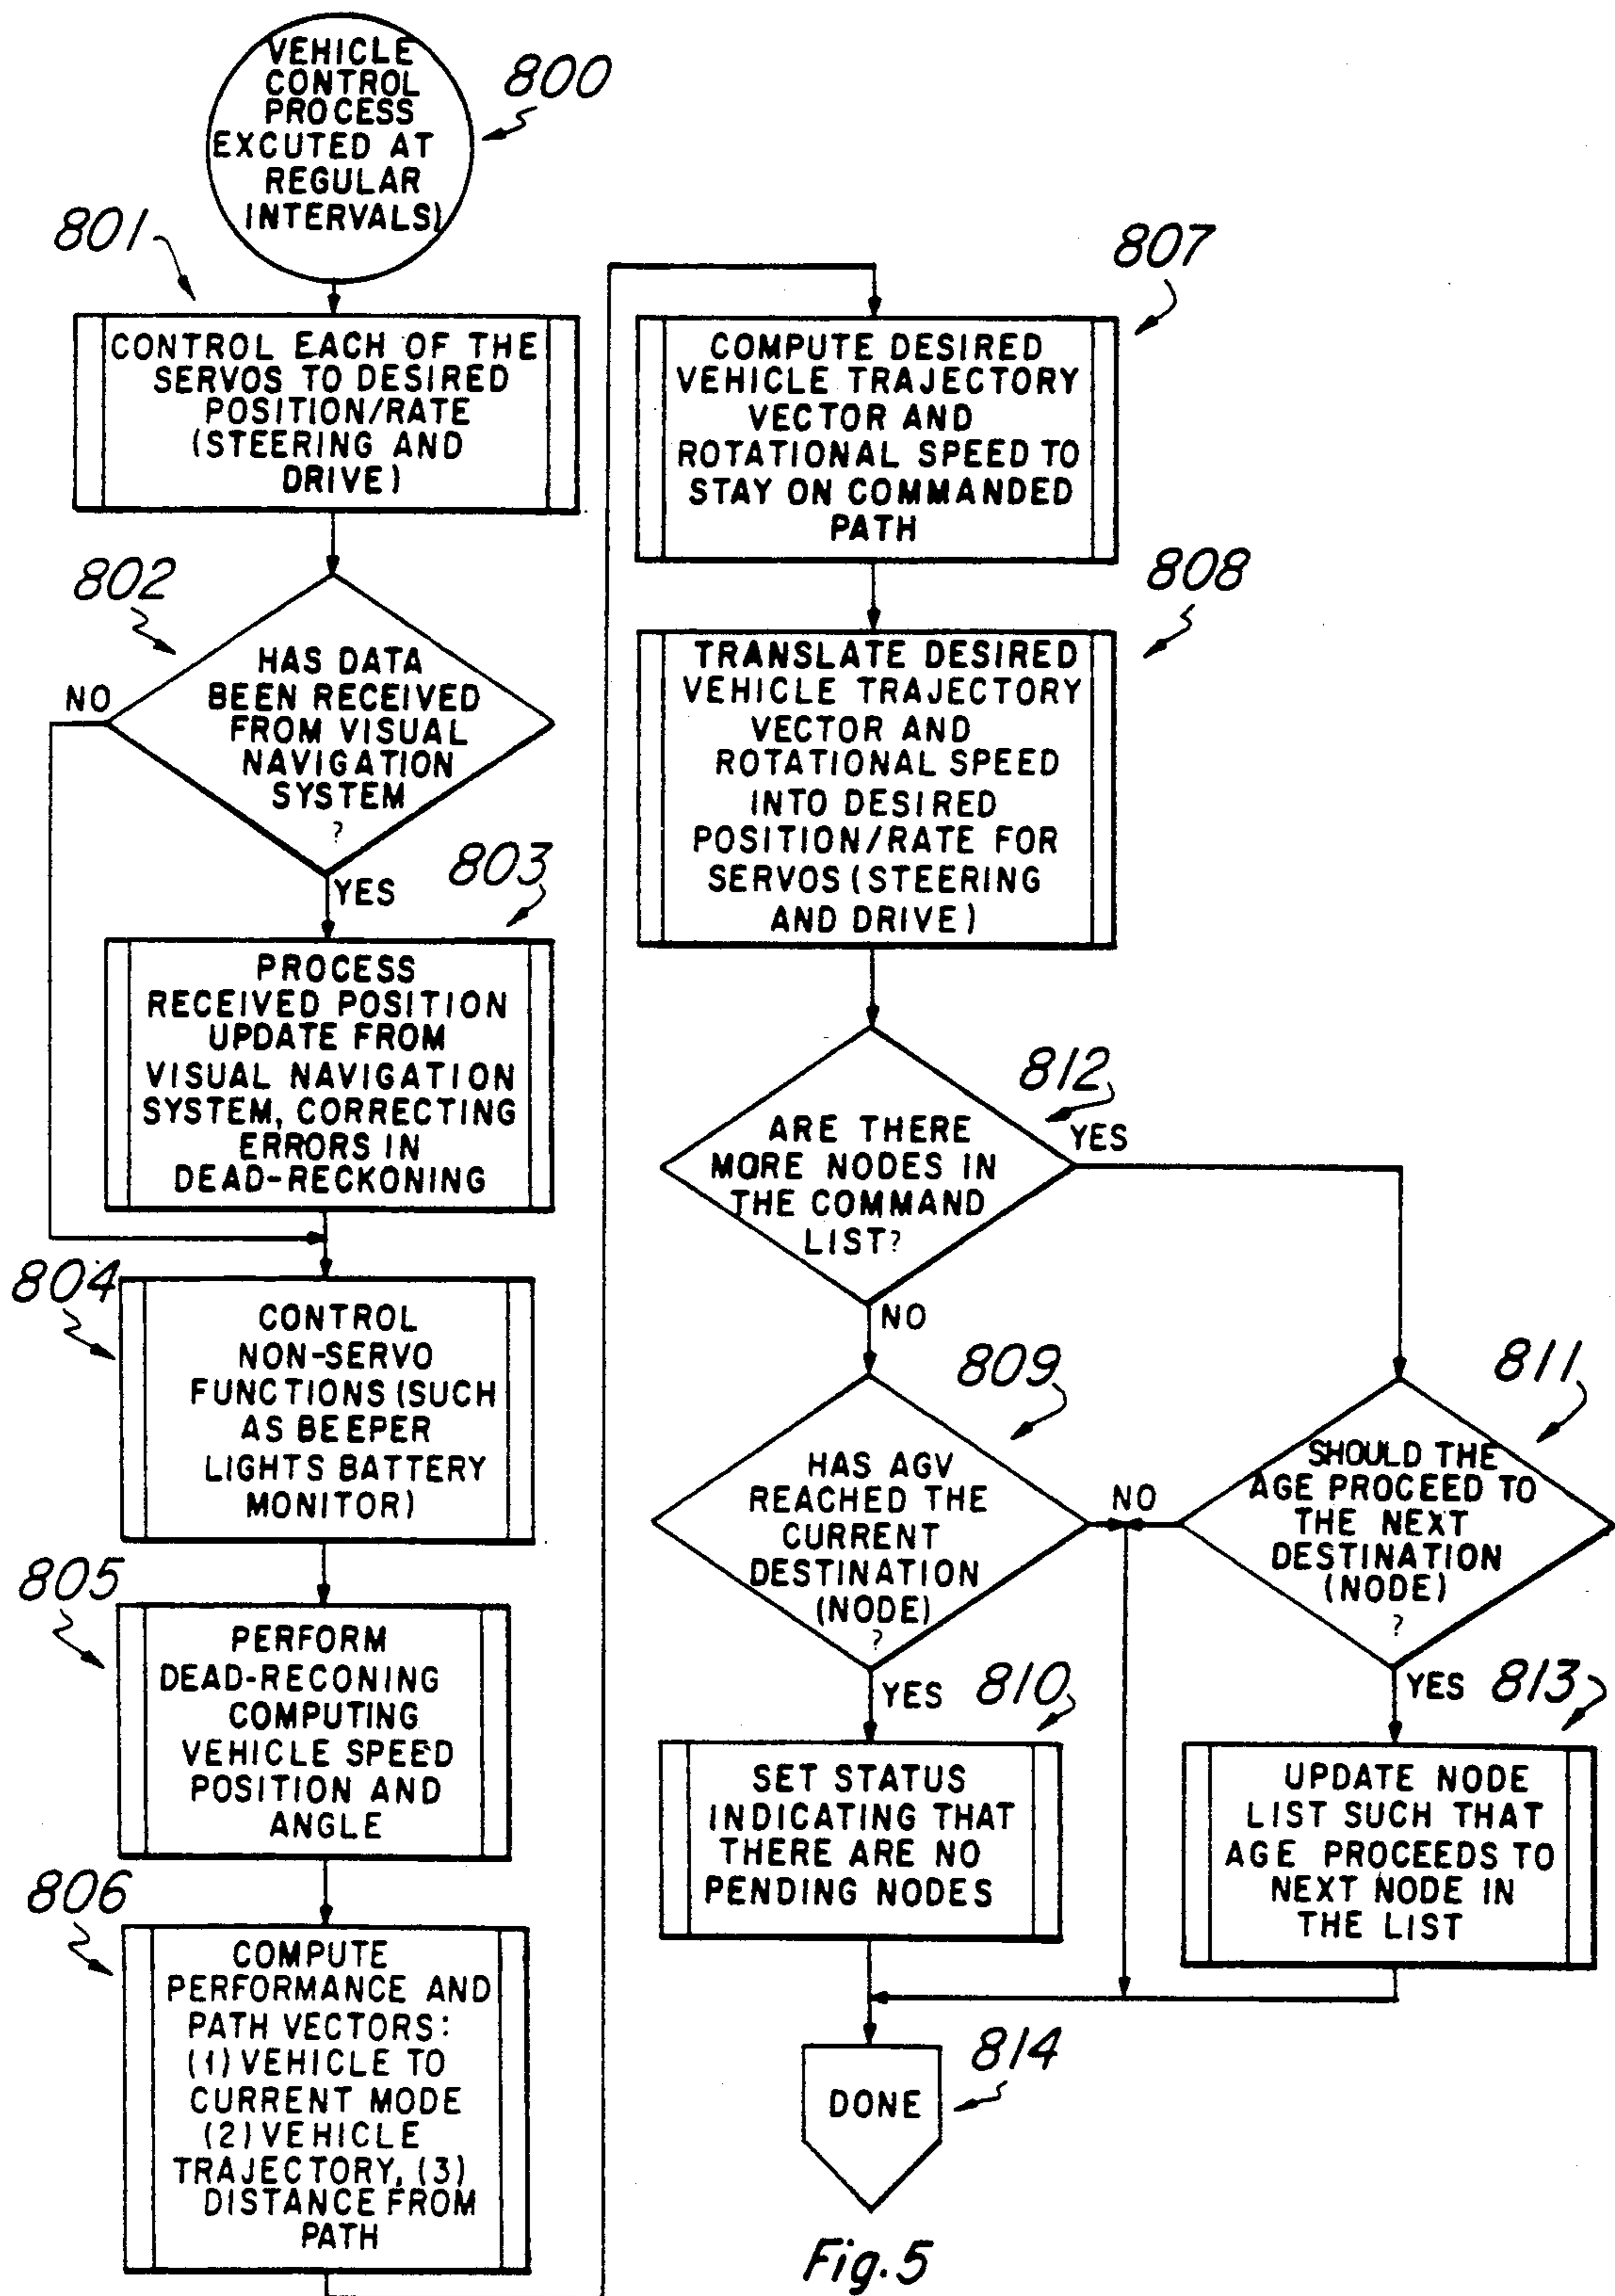 VEHICLE
CONTROL
PROCESS
EXCUTED AT
REGULAR
INTERVALS)
800
801
CONTROL EACH OF THE
SERVOS TO DESIRED
POSITION/RATE
(STEERING AND
DRIVE)
802
HAS DATA
BEEN RECEIVED
FROM VISUAL
NAVIGATION
SYSTEM
?
NO
YES
803
PROCESS
RECEIVED POSITION
UPDATE FROM
VISUAL NAVIGATION
SYSTEM, CORRECTING
ERRORS IN
DEAD-RECKONING
804
CONTROL
NON-SERVO
FUNCTIONS (SUCH
AS BEEPER
LIGHTS BATTERY
MONITOR)
805
PERFORM
DEAD-RECONING
COMPUTING
VEHICLE SPEED
POSITION AND
ANGLE
806
COMPUTE
PERFORMANCE AND
PATH VECTORS:
(1) VEHICLE TO
CURRENT MODE
(2) VEHICLE
TRAJECTORY, (3)
DISTANCE FROM
PATH
807
COMPUTE DESIRED
VEHICLE TRAJECTORY
VECTOR AND
ROTATIONAL SPEED TO
STAY ON COMMANDED
PATH
808
TRANSLATE DESIRED
VEHICLE TRAJECTORY
VECTOR AND
ROTATIONAL SPEED
INTO DESIRED
POSITION/RATE FOR
SERVOS (STEERING
AND DRIVE)
812
ARE THERE
MORE NODES IN
THE COMMAND
LIST?
YES
NO
809
HAS AGV
REACHED THE
CURRENT
DESTINATION
(NODE)
?
NO
YES
811
SHOULD THE
AGE PROCEED TO
THE NEXT
DESTINATION
(NODE)
?
YES
810
SET STATUS
INDICATING THAT
THERE ARE NO
PENDING NODES
813
UPDATE NODE
LIST SUCH THAT
AGE PROCEEDS TO
NEXT NODE IN
THE LIST
814
DONE
Fig. 5